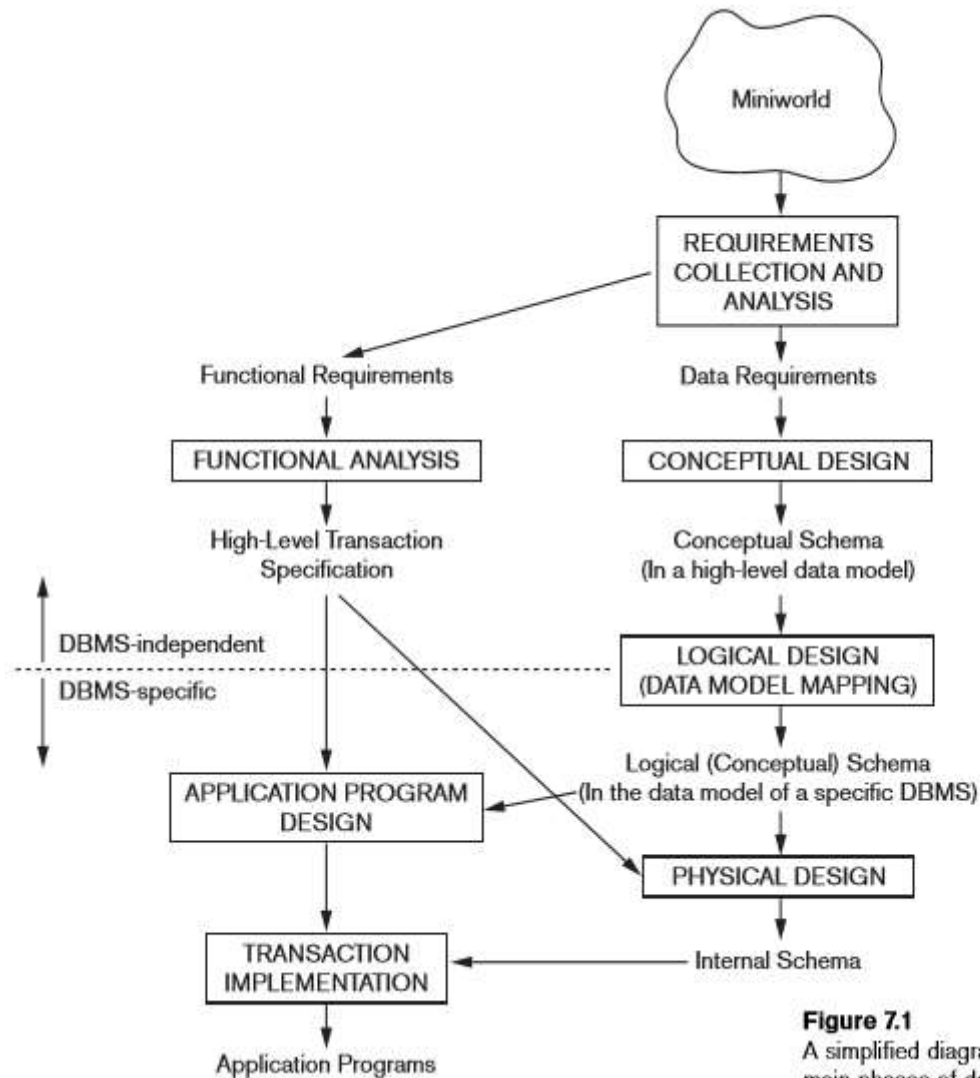 Miniworld
REQUIREMENTS
COLLECTION AND
ANALYSIS
Functional Requirements
Data Requirements
FUNCTIONAL ANALYSIS
CONCEPTUAL DESIGN
High-Level Transaction
Specification
Conceptual Schema
(In a high-level data model)
DBMS-independent
LOGICAL DESIGN
(DATA MODEL MAPPING)
DBMS-specific
Logical (Conceptual) Schema
(In the data model of a specific DBMS)
APPLICATION PROGRAM
DESIGN
PHYSICAL DESIGN
TRANSACTION
IMPLEMENTATION
Internal Schema
Application Programs
Figure 7.1
A simplified
main phases of